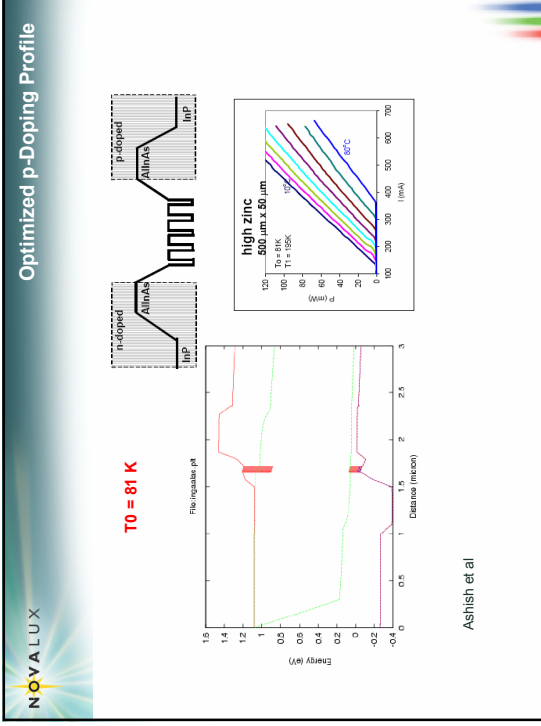 NOVALUX
Optimized p-Doping Profile
T0 = 81 K
n-doped
p-doped
AlInAs
AlInAs
InP
InP
File:ingaalas.plt
Energy (eV)
1.6
1.4
1.2
1
0.8
0.6
0.4
0.2
0
-0.2
-0.4
0
0.5
1
1.5
2
2.5
3
Distance (micron)
high zinc
500 µm x 50 µm
To = 81K
T1 = 195K
10°C
80°C
P (mW)
120
100
80
60
40
20
0
100
200
300
400
500
600
700
I (mA)
Ashish et al